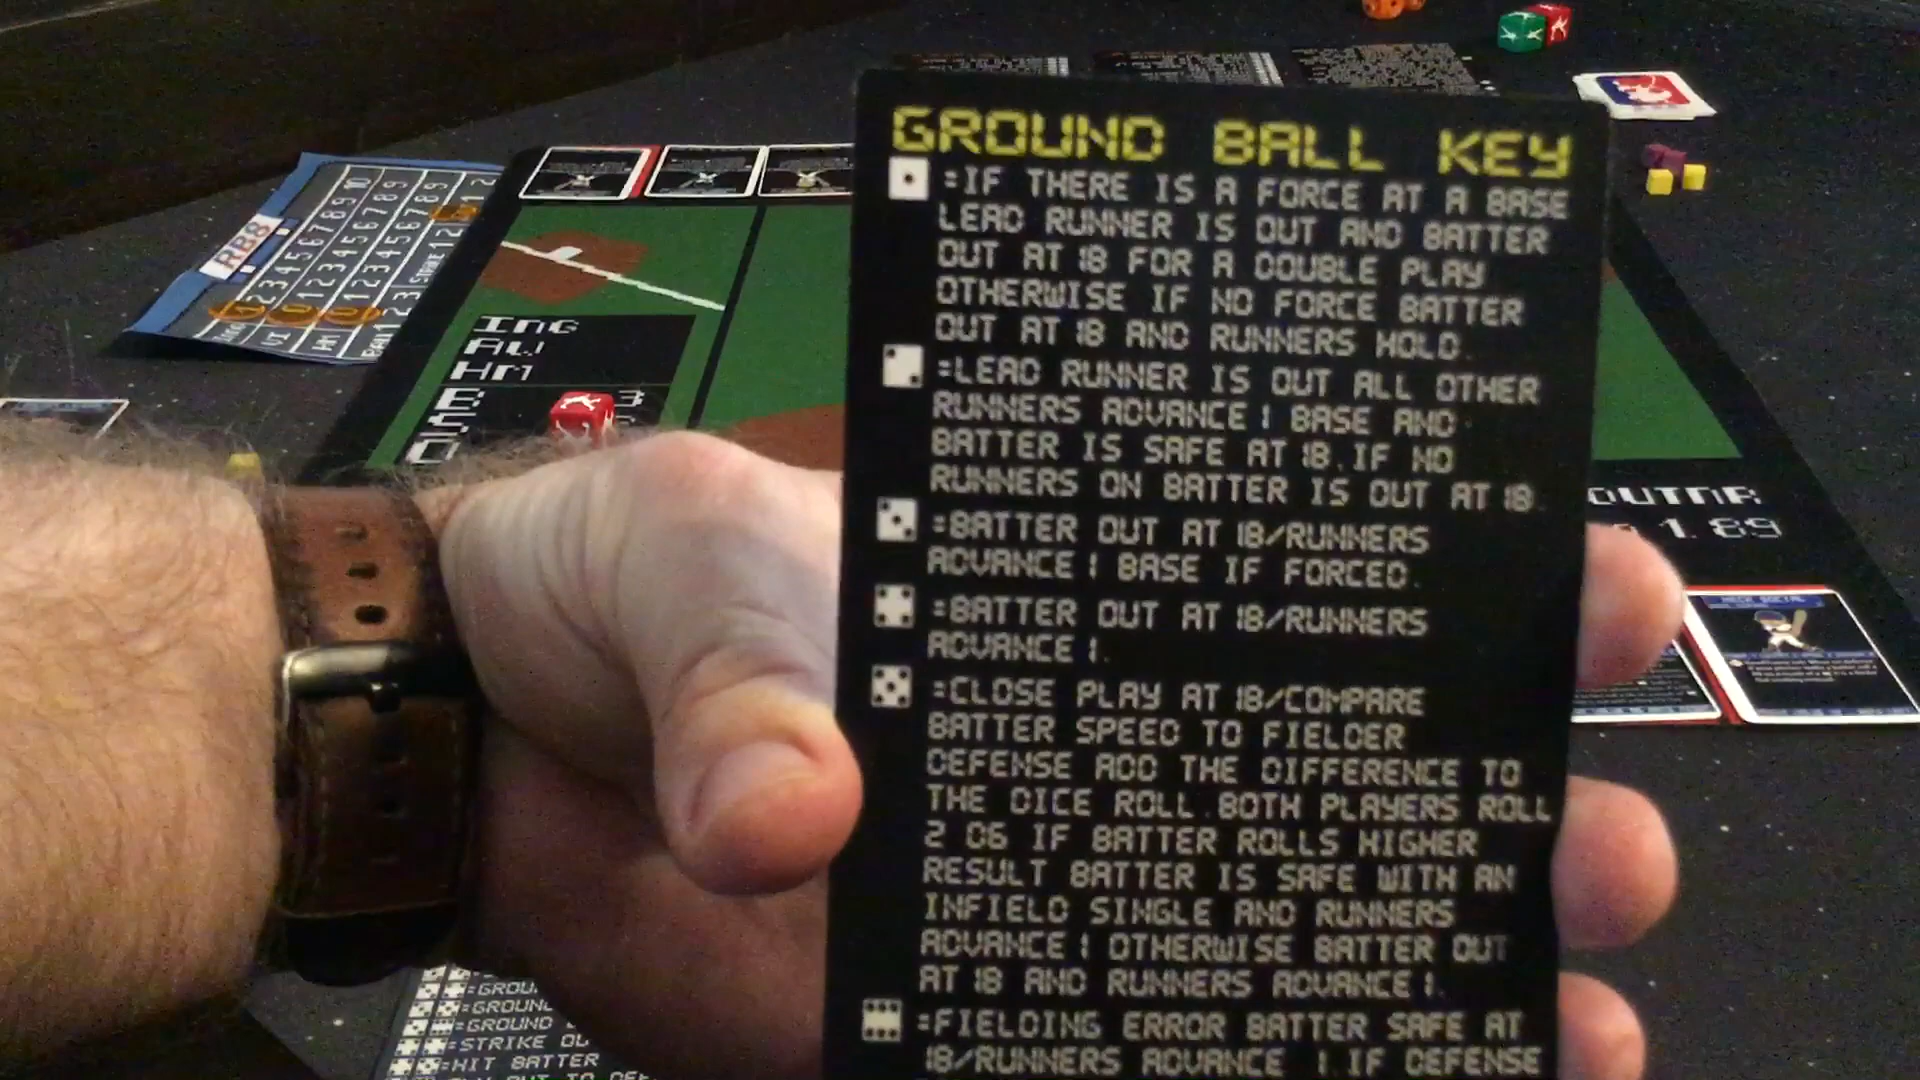 GROUND BALL KEY
=IF THERE IS A FORCE AT A BASE
LEAD RUNNER IS OUT AND BATTER
OUT AT 1B FOR A DOUBLE PLAY
OTHERWISE IF NO FORCE BATTER
OUT AT 1B AND RUNNERS HOLD.
=LEAD RUNNER IS OUT ALL OTHER
RUNNERS ADVANCE 1 BASE AND
BATTER IS SAFE AT 1B. IF NO
RUNNERS ON BATTER IS OUT AT 1B.
=BATTER OUT AT 1B/RUNNERS
ADVANCE 1 BASE IF FORCED.
=BATTER OUT AT 1B/RUNNERS
ADVANCE 1.
=CLOSE PLAY AT 1B/COMPARE
BATTER SPEED TO FIELDER
DEFENSE ADD THE DIFFERENCE TO
THE DICE ROLL. BOTH PLAYERS ROLL
2 D6 IF BATTER ROLLS HIGHER
RESULT BATTER IS SAFE WITH AN
INFIELD SINGLE AND RUNNERS
ADVANCE 1 OTHERWISE BATTER OUT
AT 1B AND RUNNERS ADVANCE 1.
=FIELDING ERROR BATTER SAFE AT
1B/RUNNERS ADVANCE 1. IF DEFENSE
RBB
Ing
Aw
Hm
B
S
O
3
1.89
=GROUND
=STRIKE OU
=HIT BATTER